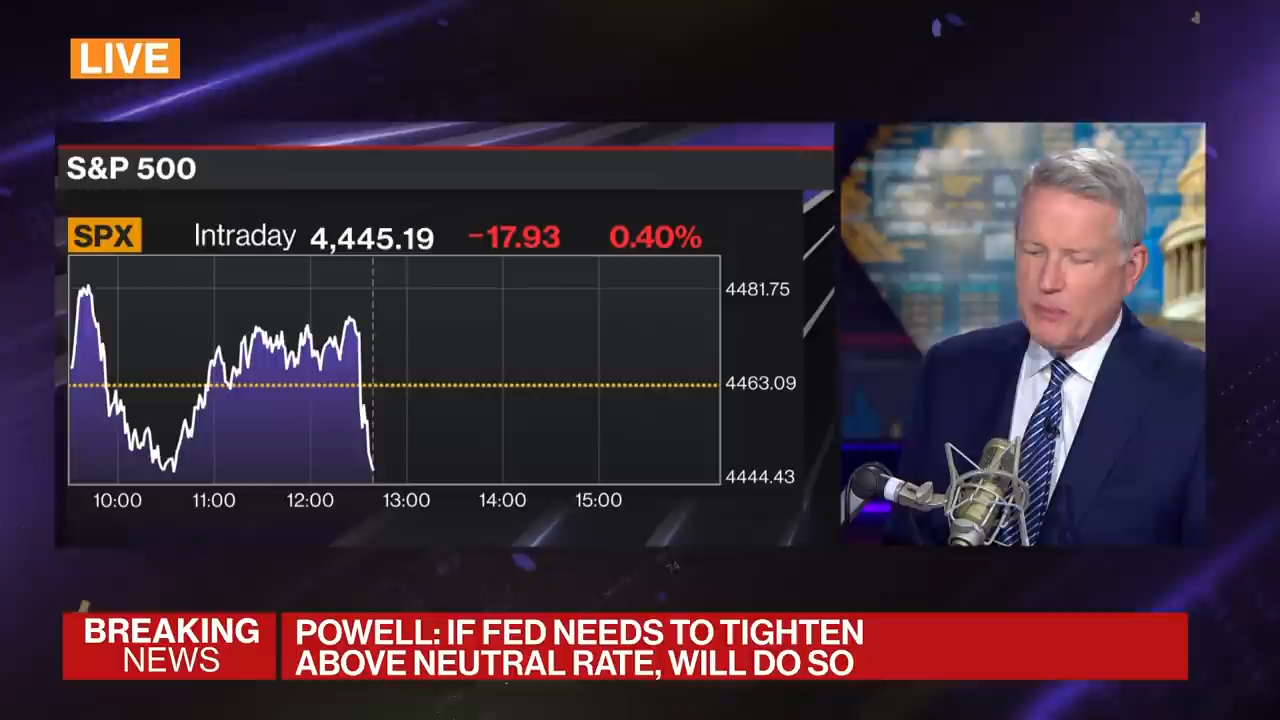 LIVE
S&P 500
SPX Intraday 4,445.19 -17.93 0.40%
4481.75
4463.09
4444.43
10:00 11:00 12:00 13:00 14:00 15:00
BREAKING
NEWS
POWELL: IF FED NEEDS TO TIGHTEN
ABOVE NEUTRAL RATE, WILL DO SO